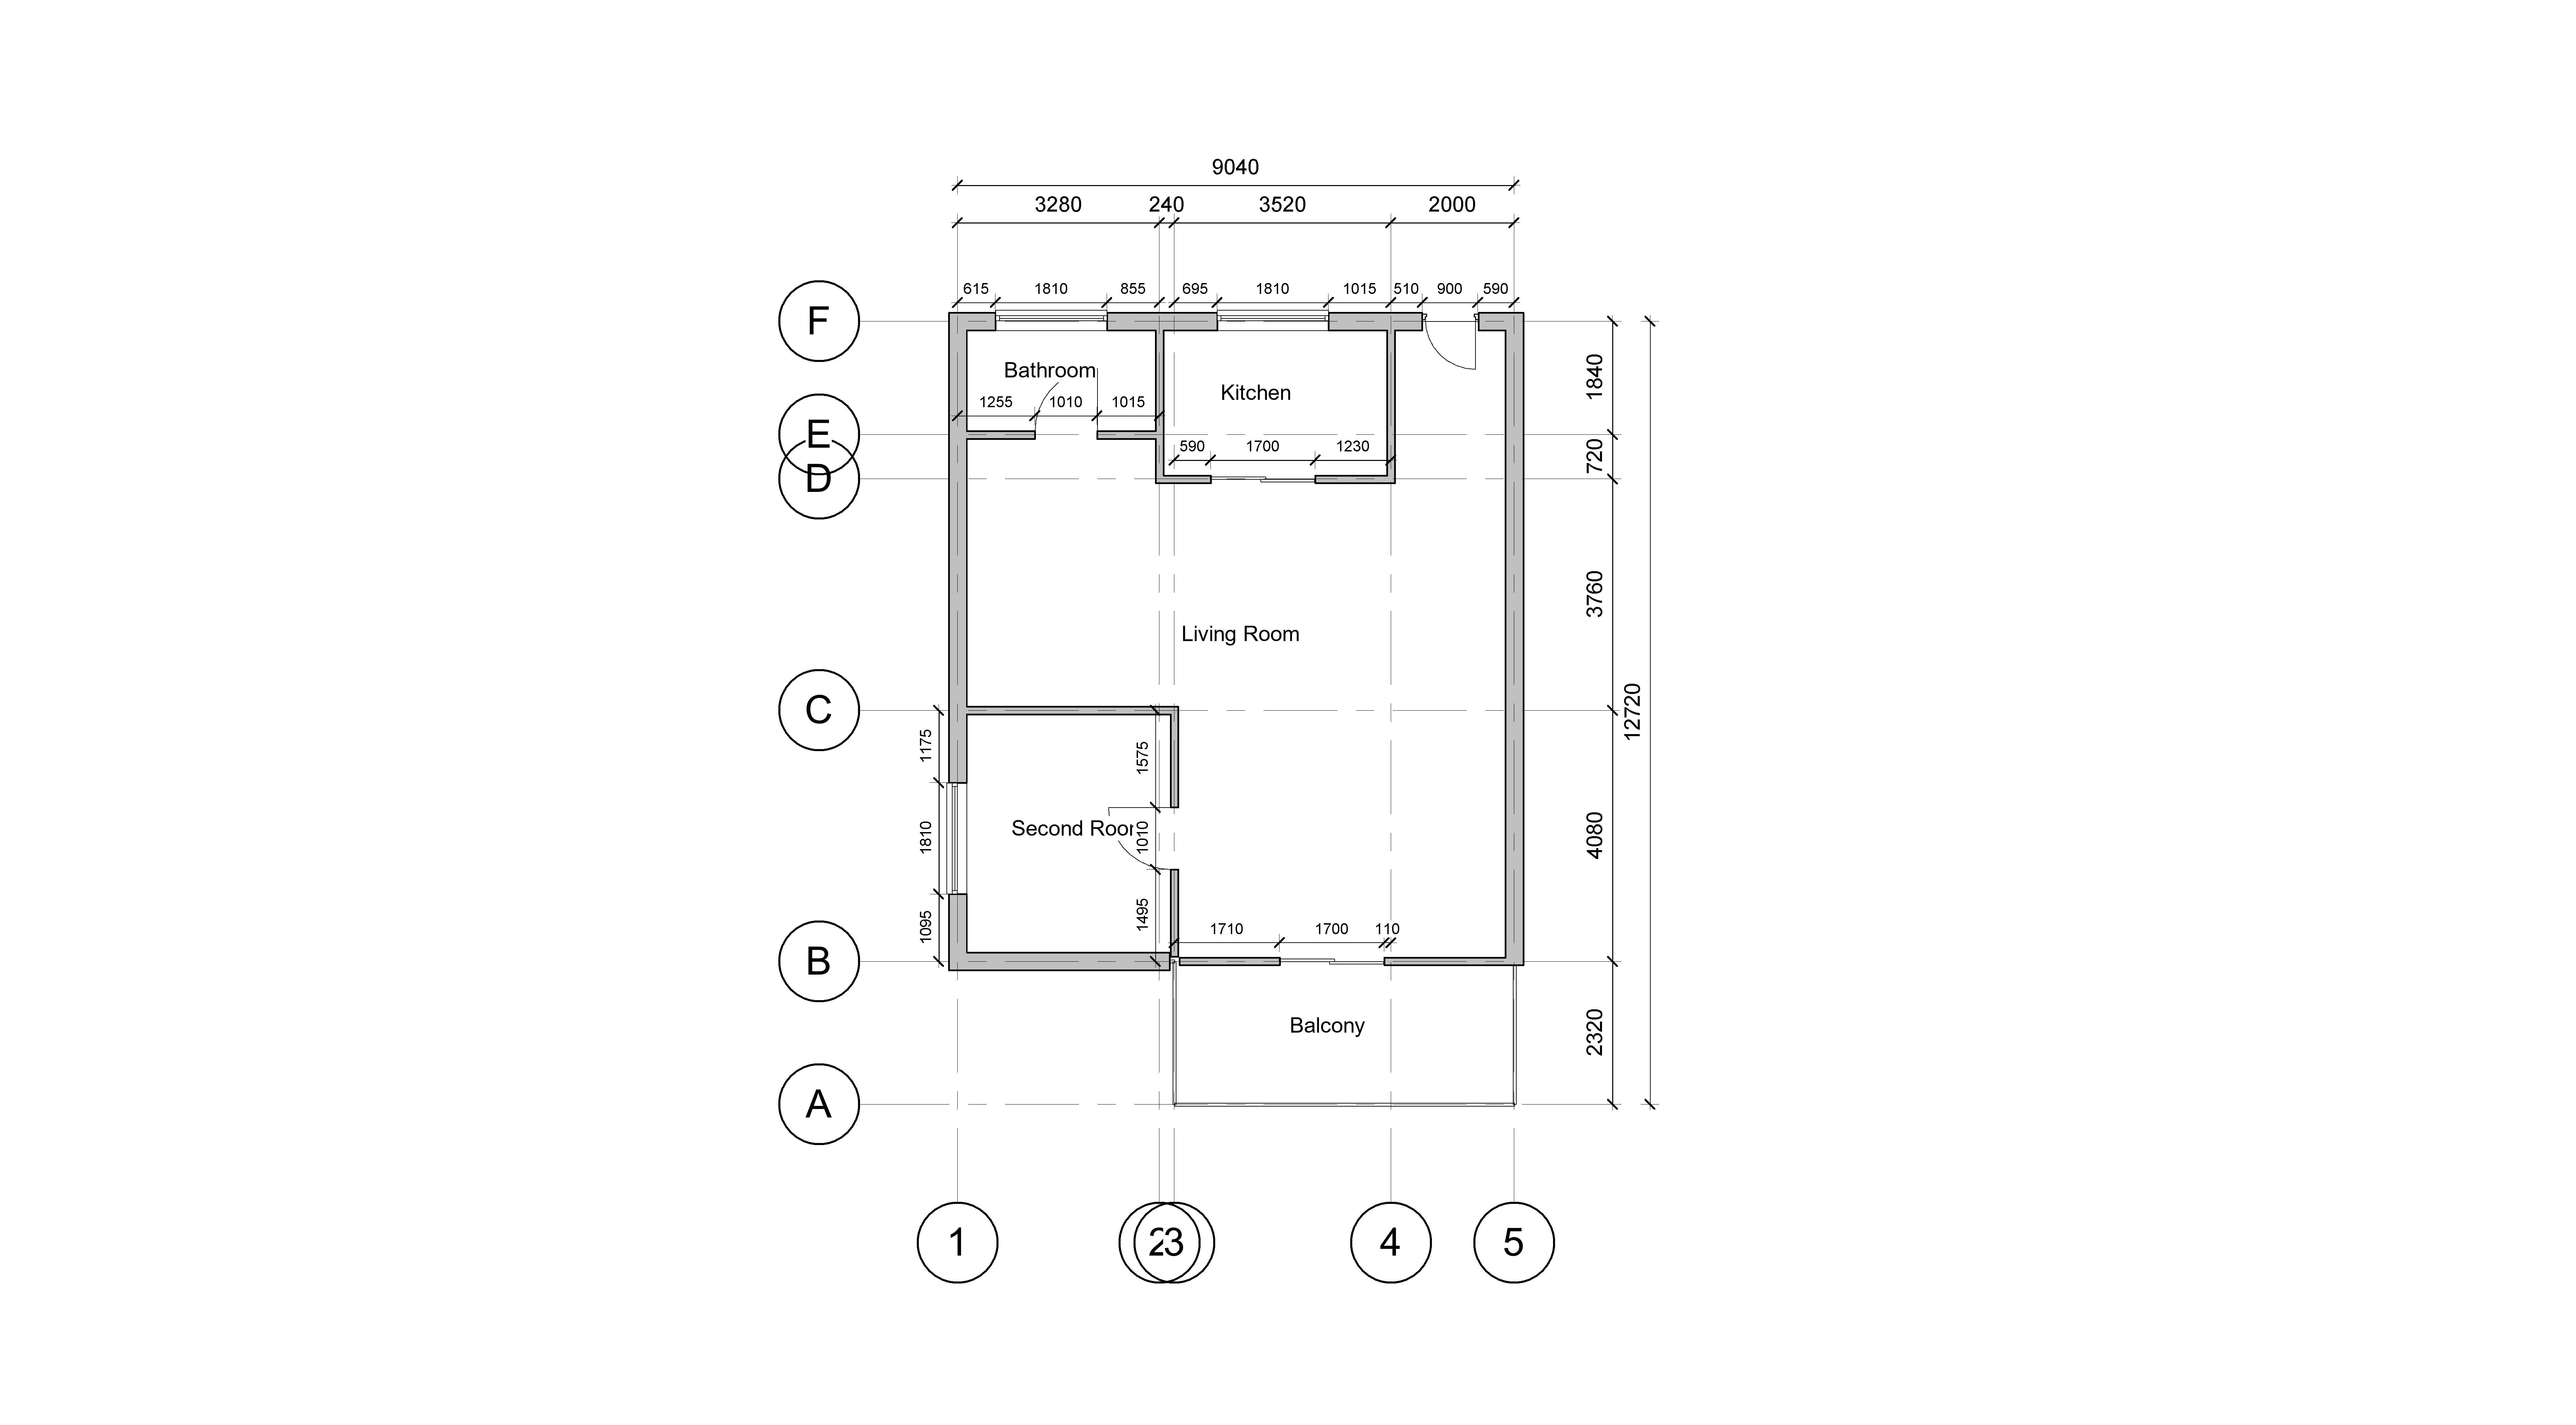 9040
3280 240 3520 2000
615 1810 855 695 1810 1015 510 900 590
F
1840
Bathroom
Kitchen
1255 1010 1015
E
590 1700 1230
720
D
3760
Living Room
12720
C
1175
1575
Second Roor
1810
1010
4080
1095
1495
1710 1700 110
B
Balcony
2320
A
1 2 3 4 5